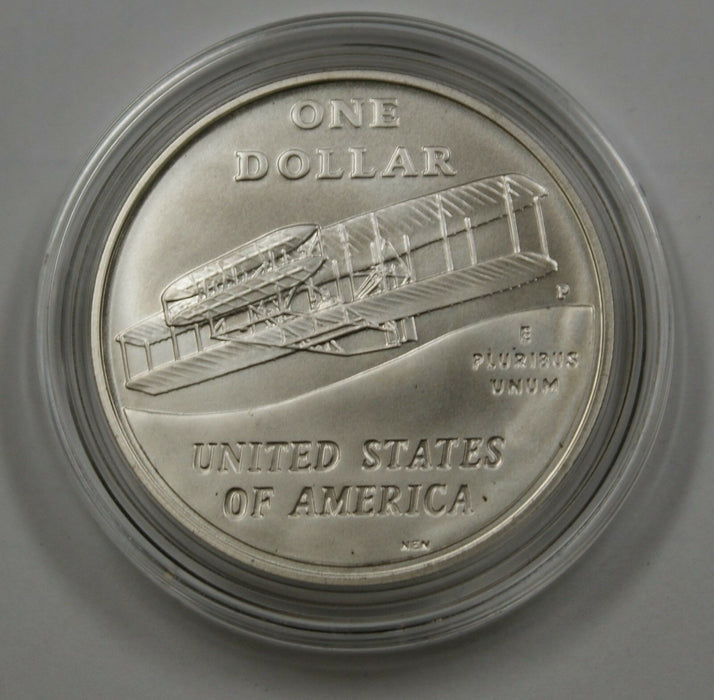 ONE
DOLLAR
P
E
PLURIBUS
UNUM
UNITED STATES
OF AMERICA
NEN